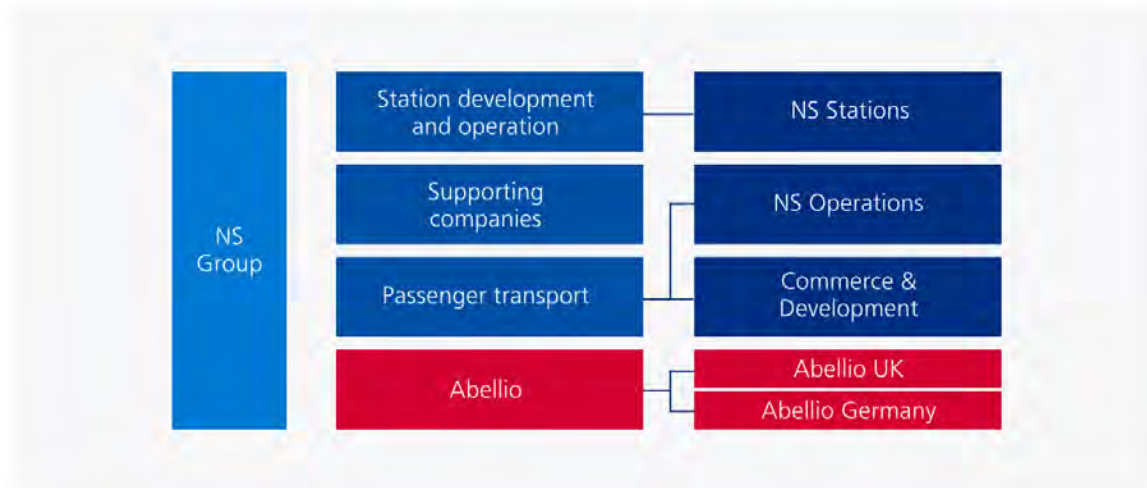 NS
Group
Station development
and operation
Supporting
companies
Passenger transport
Abellio
NS Stations
NS Operations
Commerce &
Development
Abellio UK
Abellio Germany